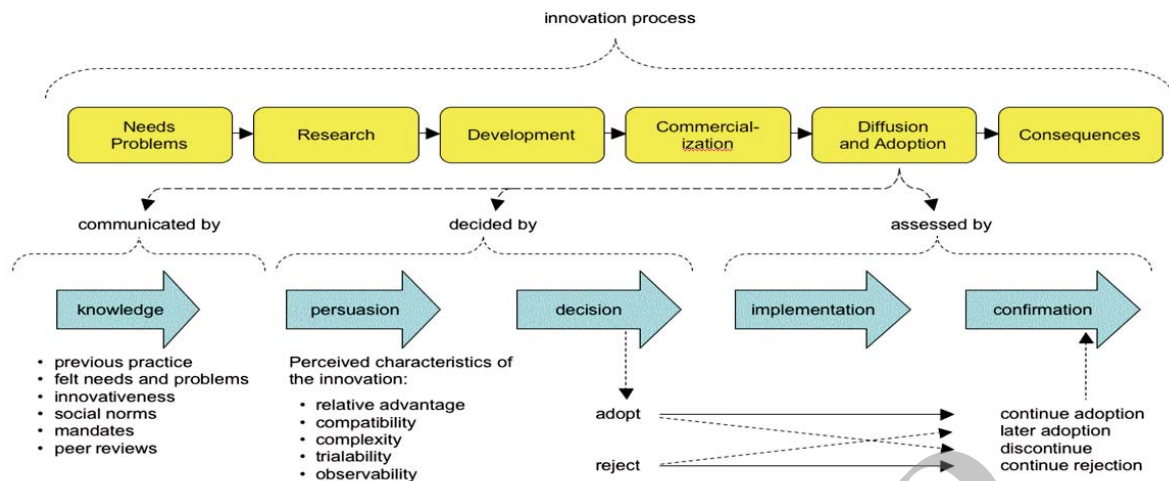 innovation process
Needs
Problems
Research
Development
Commercial-
ization
Diffusion
and Adoption
Consequences
communicated by
decided by
assessed by
knowledge
persuasion
decision
implementation
confirmation
• previous practice
• felt needs and problems
• innovativeness
• social norms
• mandates
• peer reviews
Perceived characteristics of
the innovation:
• relative advantage
• compatibility
• complexity
• trialability
• observability
adopt
reject
continue adoption
later adoption
discontinue
continue rejection